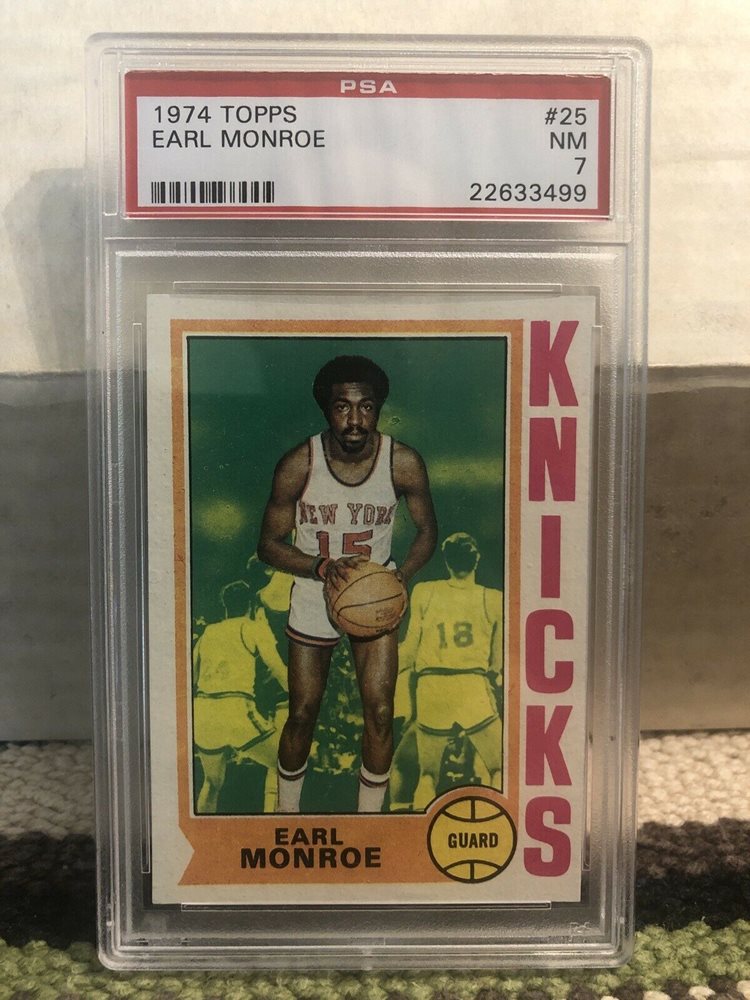 PSA
1974 TOPPS #25
EARL MONROE NM
7
22633499
KNICKS
NEW YORK
15
18
EARL
MONROE
GUARD